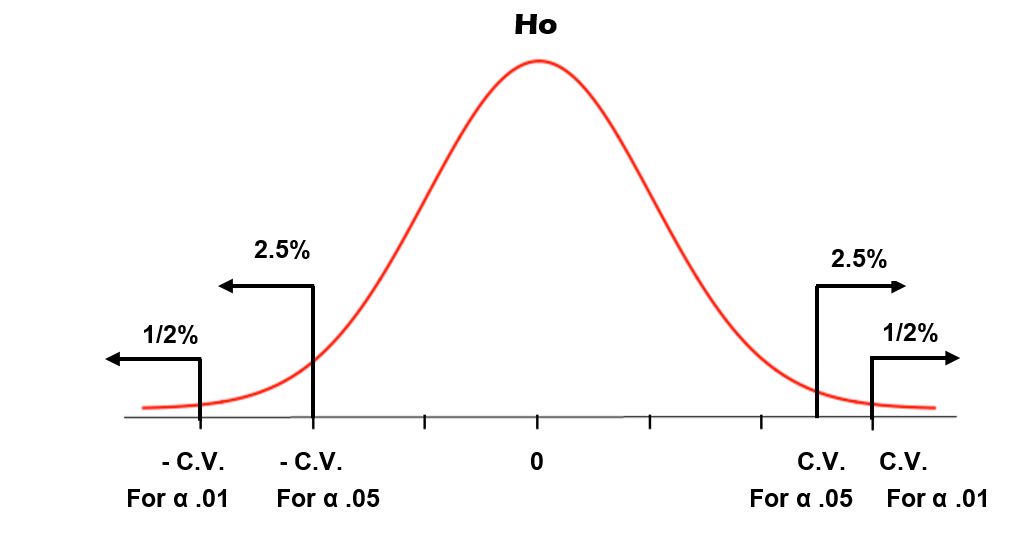 Ho
2.5%
2.5%
1/2%
1/2%
- C.V.
- C.V.
0
C.V.
C.V.
For α .01
For α .05
For α .05
For α .01